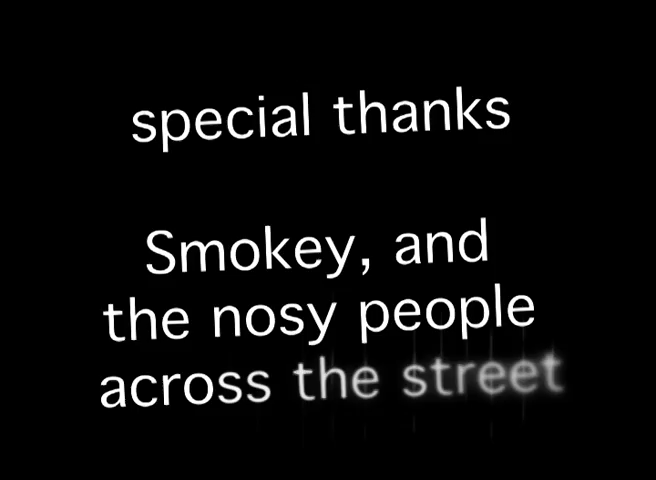 special thanks
Smokey, and
the nosy people
across the street